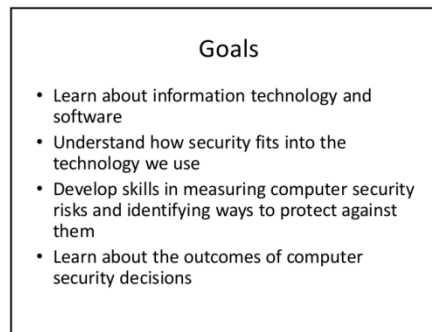 Goals
• Learn about information technology and
software
• Understand how security fits into the
technology we use
• Develop skills in measuring computer security
risks and identifying ways to protect against
them
• Learn about the outcomes of computer
security decisions